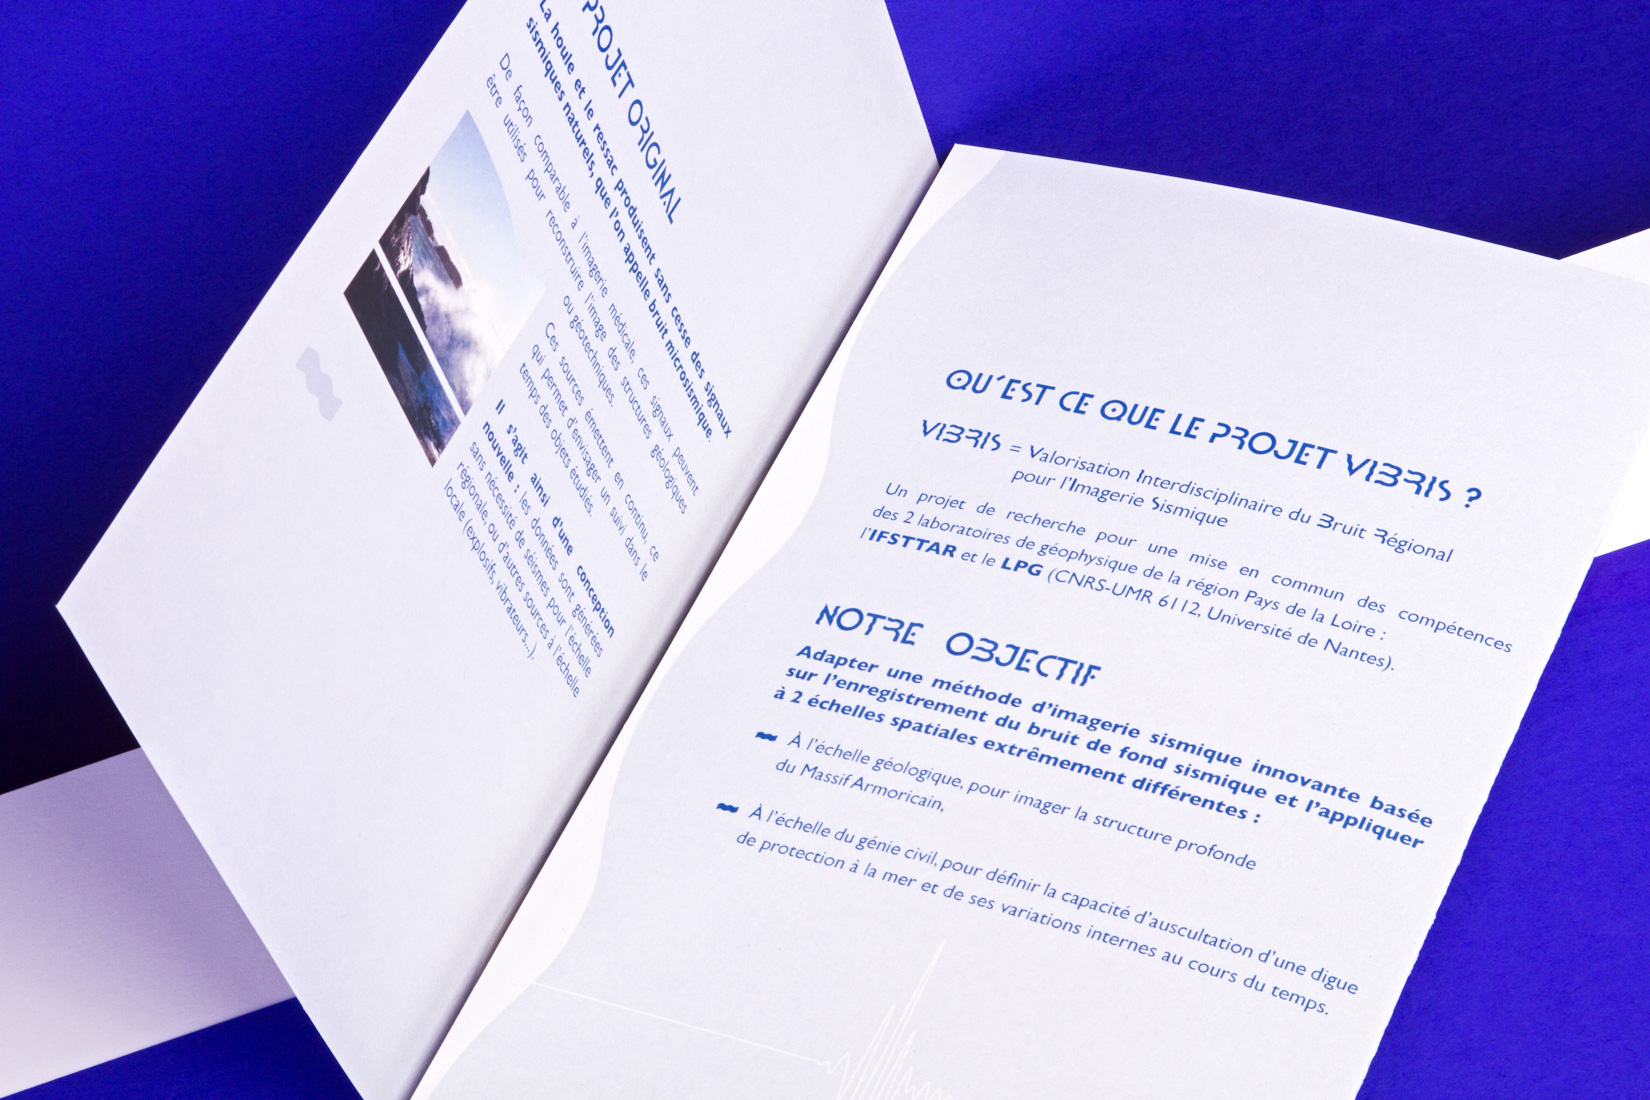 PROJET ORIGINAL
La houle et le ressac produisent sans cesse des signaux
sismiques naturels, que l'on appelle bruit microsismique.
De façon comparable à l'imagerie médicale, ces signaux peuvent
être utilisés pour reconstruire l'image des structures géologiques
ou géotechniques.
Ces sources émettent en continu, ce
qui permet d'envisager un suivi dans le
temps des objets étudiés.
Il s'agit ainsi d'une conception
nouvelle : les données sont générées
sans nécessité de séismes pour l'échelle
régionale, ou d'autres sources à l'échelle
locale (explosifs, vibrateurs...).
QU'EST CE QUE LE PROJET VIBRIS ?
VIBRIS = Valorisation Interdisciplinaire du Bruit Régional
pour l'Imagerie Sismique
Un projet de recherche pour une mise en commun des compétences
des 2 laboratoires de géophysique de la région Pays de la Loire :
l'IFSTTAR et le LPG (CNRS-UMR 6112, Université de Nantes).
NOTRE OBJECTIF
Adapter une méthode d'imagerie sismique innovante basée
sur l'enregistrement du bruit de fond sismique et l'appliquer
à 2 échelles spatiales extrêmement différentes :
À l'échelle géologique, pour imager la structure profonde
du Massif Armoricain,
À l'échelle du génie civil, pour définir la capacité d'auscultation d'une digue
de protection à la mer et de ses variations internes au cours du temps.